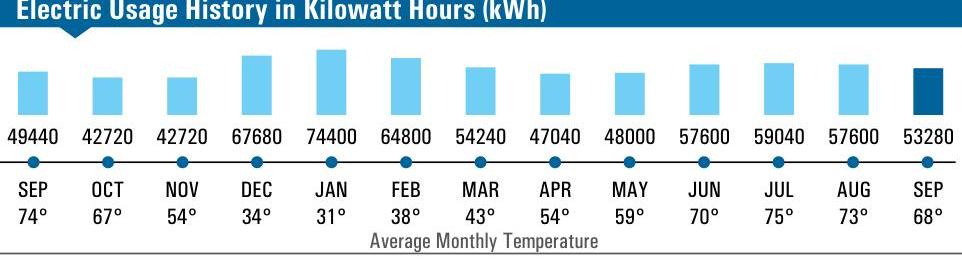 Electric Usage History in Kilowatt Hours (kWh)
49440 42720 42720 67680 74400 64800 54240 47040 48000 57600 59040 57600 53280
SEP OCT NOV DEC JAN FEB MAR APR MAY JUN JUL AUG SEP
74° 67° 54° 34° 31° 38° 43° 54° 59° 70° 75° 73° 68°
Average Monthly Temperature